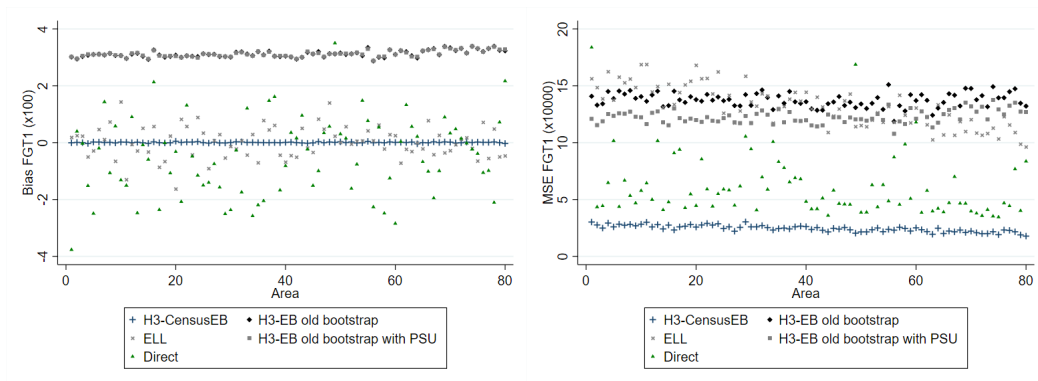 Bias FGT1 (x100)
4
2
0
-2
-4
0
20
40
60
80
Area
H3-CensusEB
H3-EB old bootstrap
ELL
H3-EB old bootstrap with PSU
Direct
MSE FGT1 (x10000)
20
15
10
5
0
0
20
40
60
80
Area
H3-CensusEB
H3-EB old bootstrap
ELL
H3-EB old bootstrap with PSU
Direct